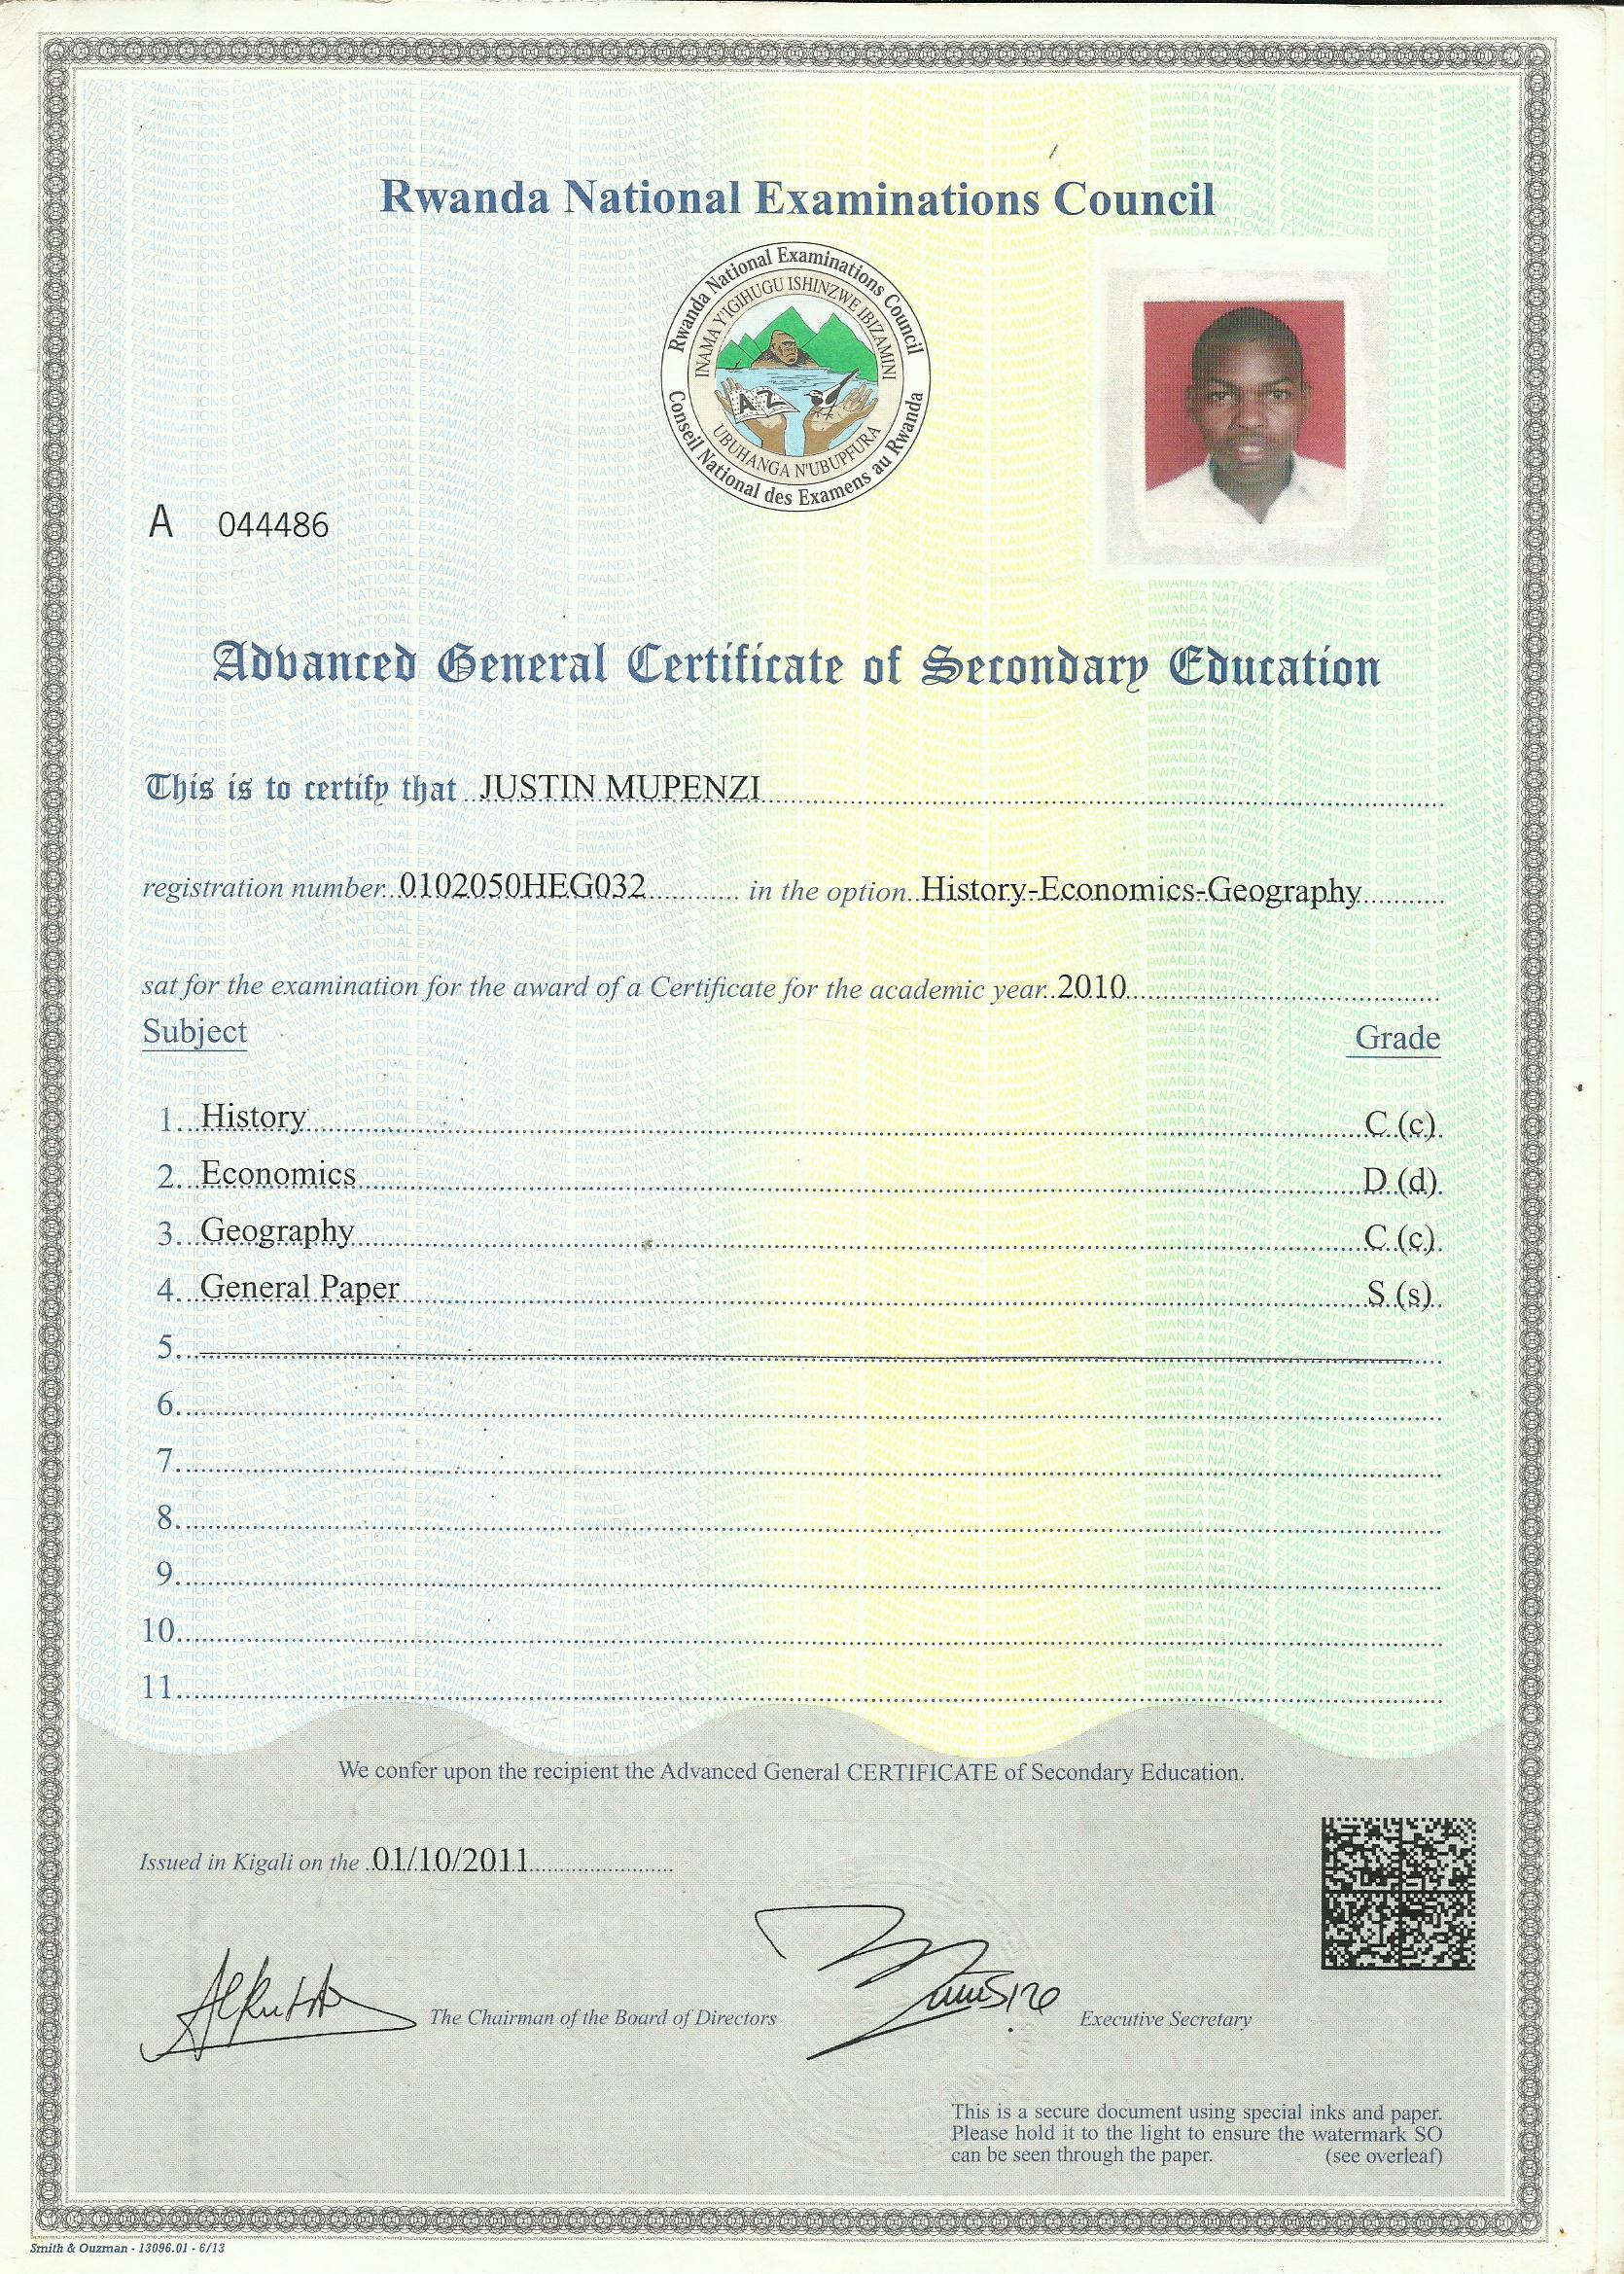 Rwanda National Examinations Council
Rwanda National Examinations Council
INAMA Y'IGIHUGU ISHINZWE IBIZAMINI
A Z
UBUHANGA N'UBUPFURA
Conseil National des Examens au Rwanda
A 044486
Advanced General Certificate of Secondary Education
This is to certify that JUSTIN MUPENZI
registration number 0102050HEG032 in the option History-Economics-Geography
sat for the examination for the award of a Certificate for the academic year 2010
Subject Grade
1. History C (c)
2. Economics D (d)
3. Geography C (c)
4. General Paper S (s)
5.
6.
7.
8.
9.
10.
11.
We confer upon the recipient the Advanced General CERTIFICATE of Secondary Education.
Issued in Kigali on the 01/10/2011
The Chairman of the Board of Directors Executive Secretary
This is a secure document using special inks and paper.
Please hold it to the light to ensure the watermark SO
can be seen through the paper. (see overleaf)
Smith & Ouzman - 13096.01 - 6/13